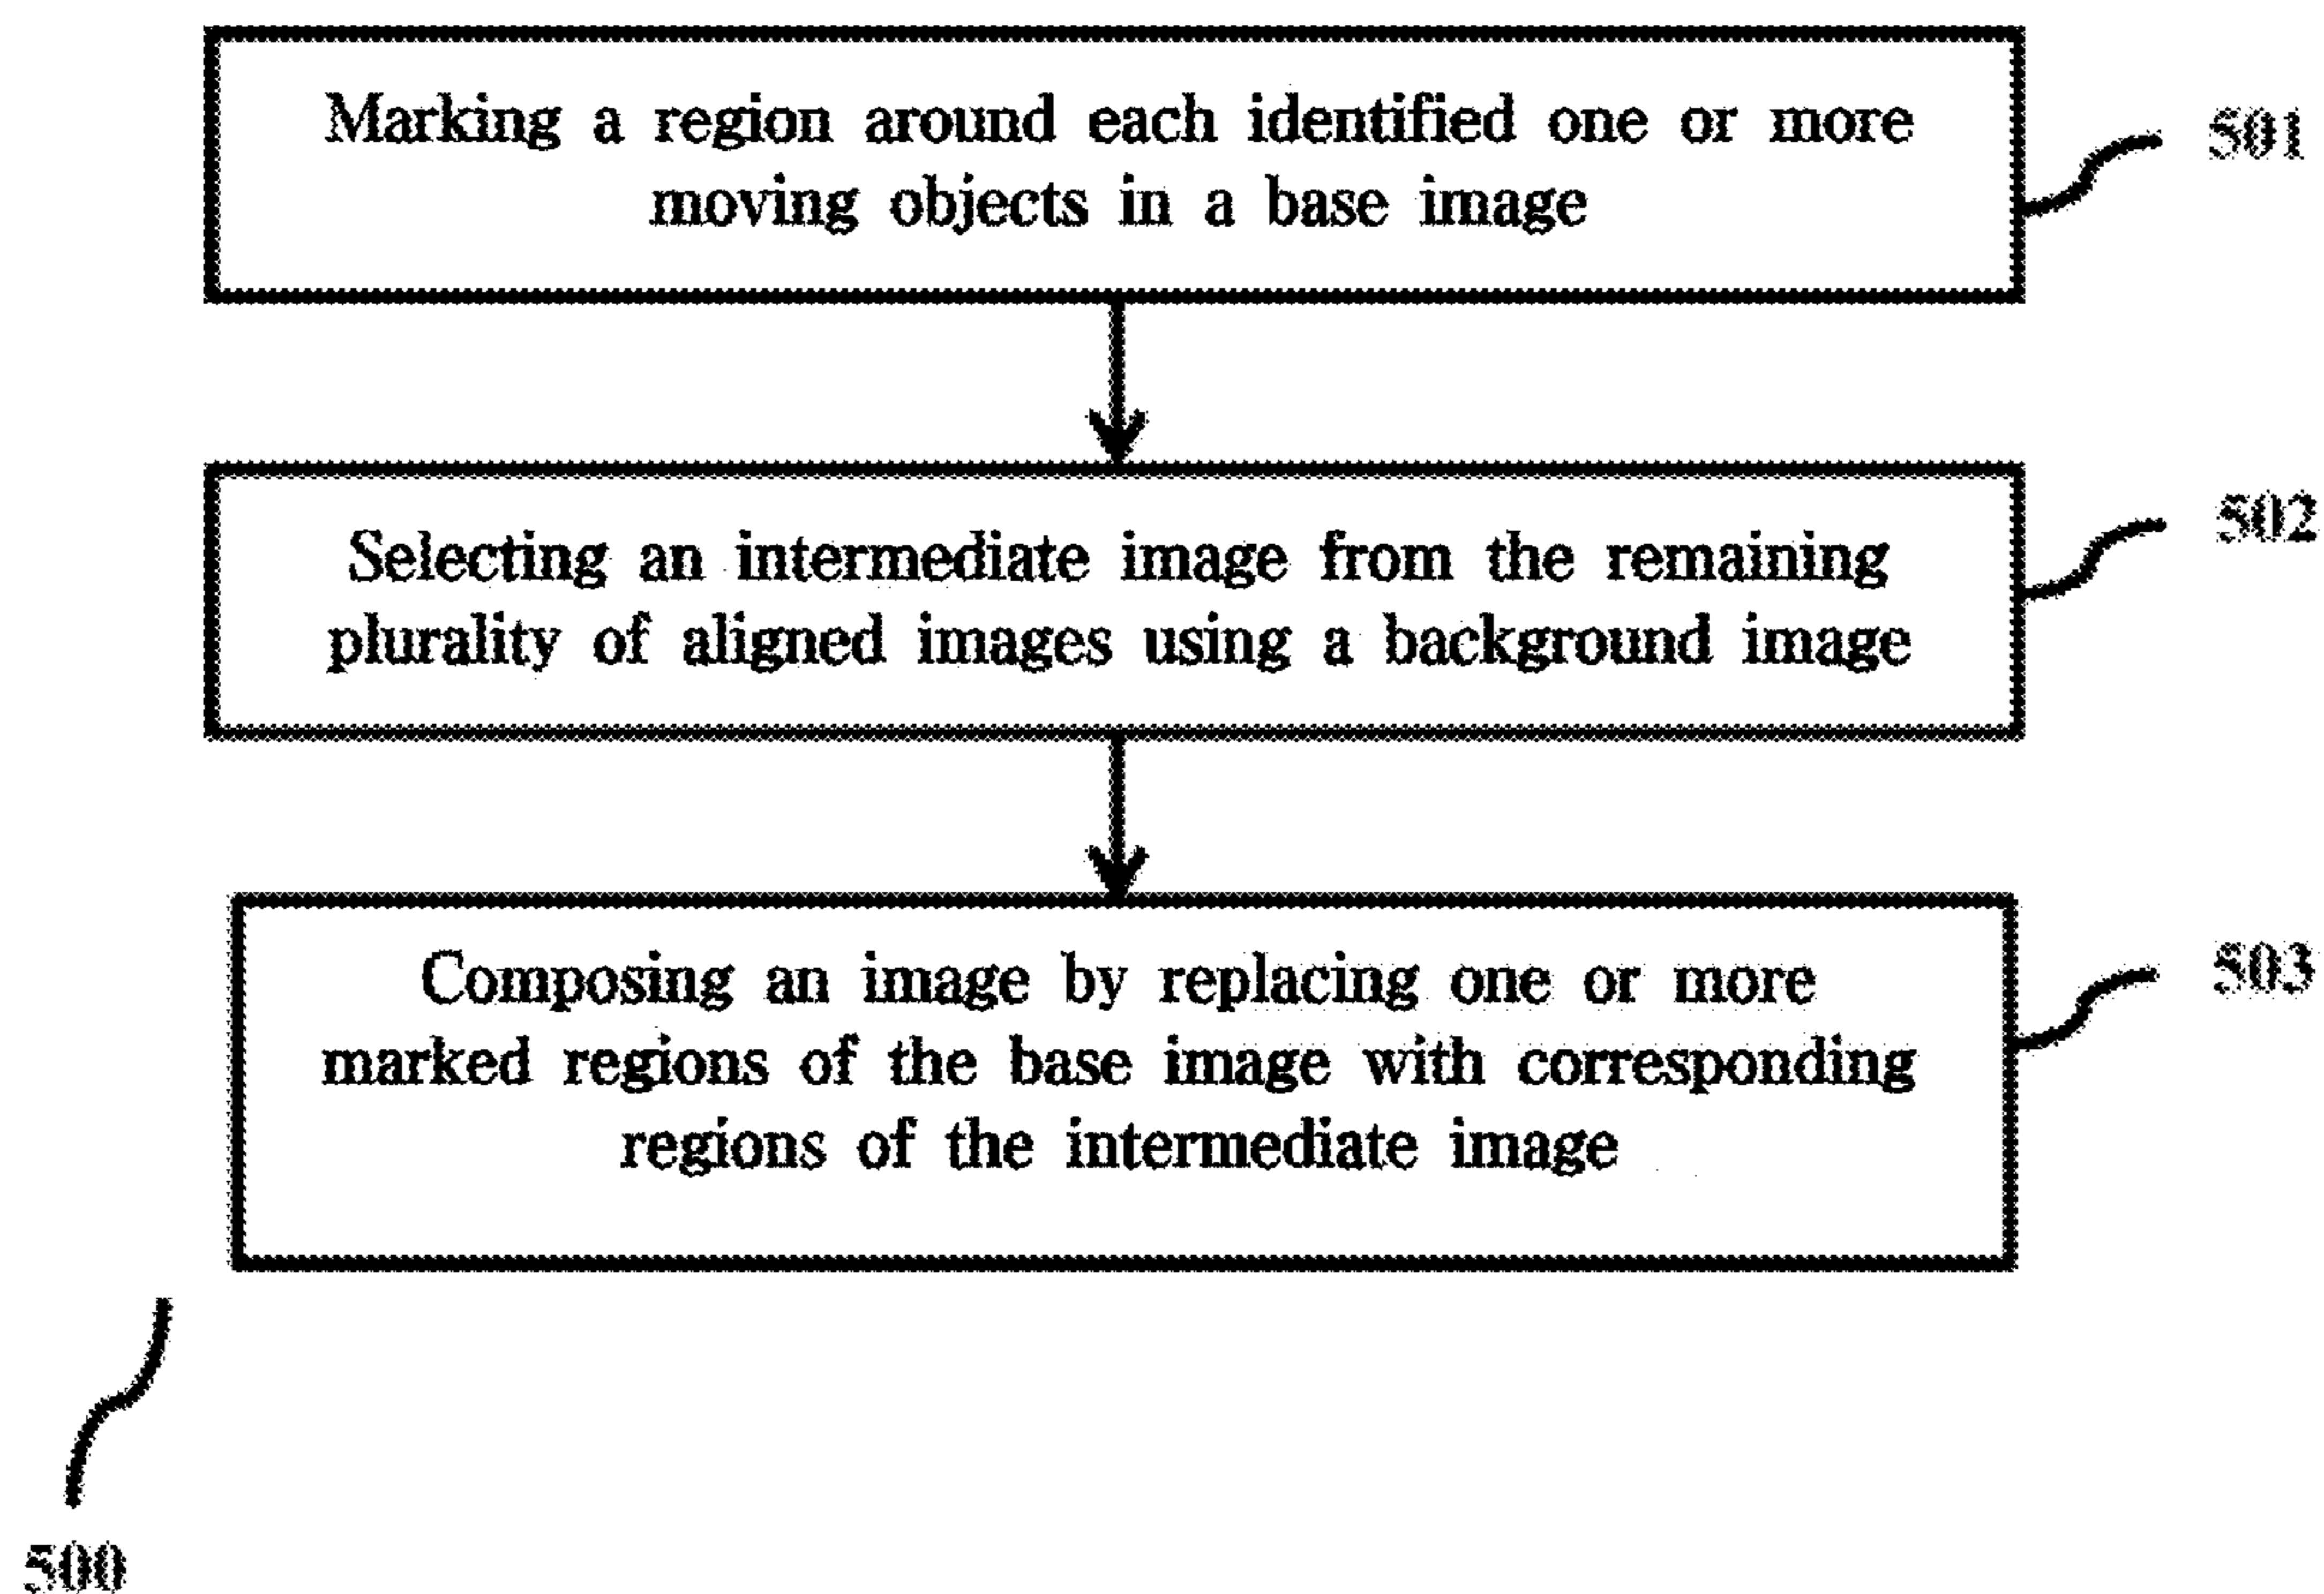 Marking a region around each identified one or more
moving objects in a base image
501
Selecting an intermediate image from the remaining
plurality of aligned images using a background image
502
Composing an image by replacing one or more
marked regions of the base image with corresponding
regions of the intermediate image
503
500